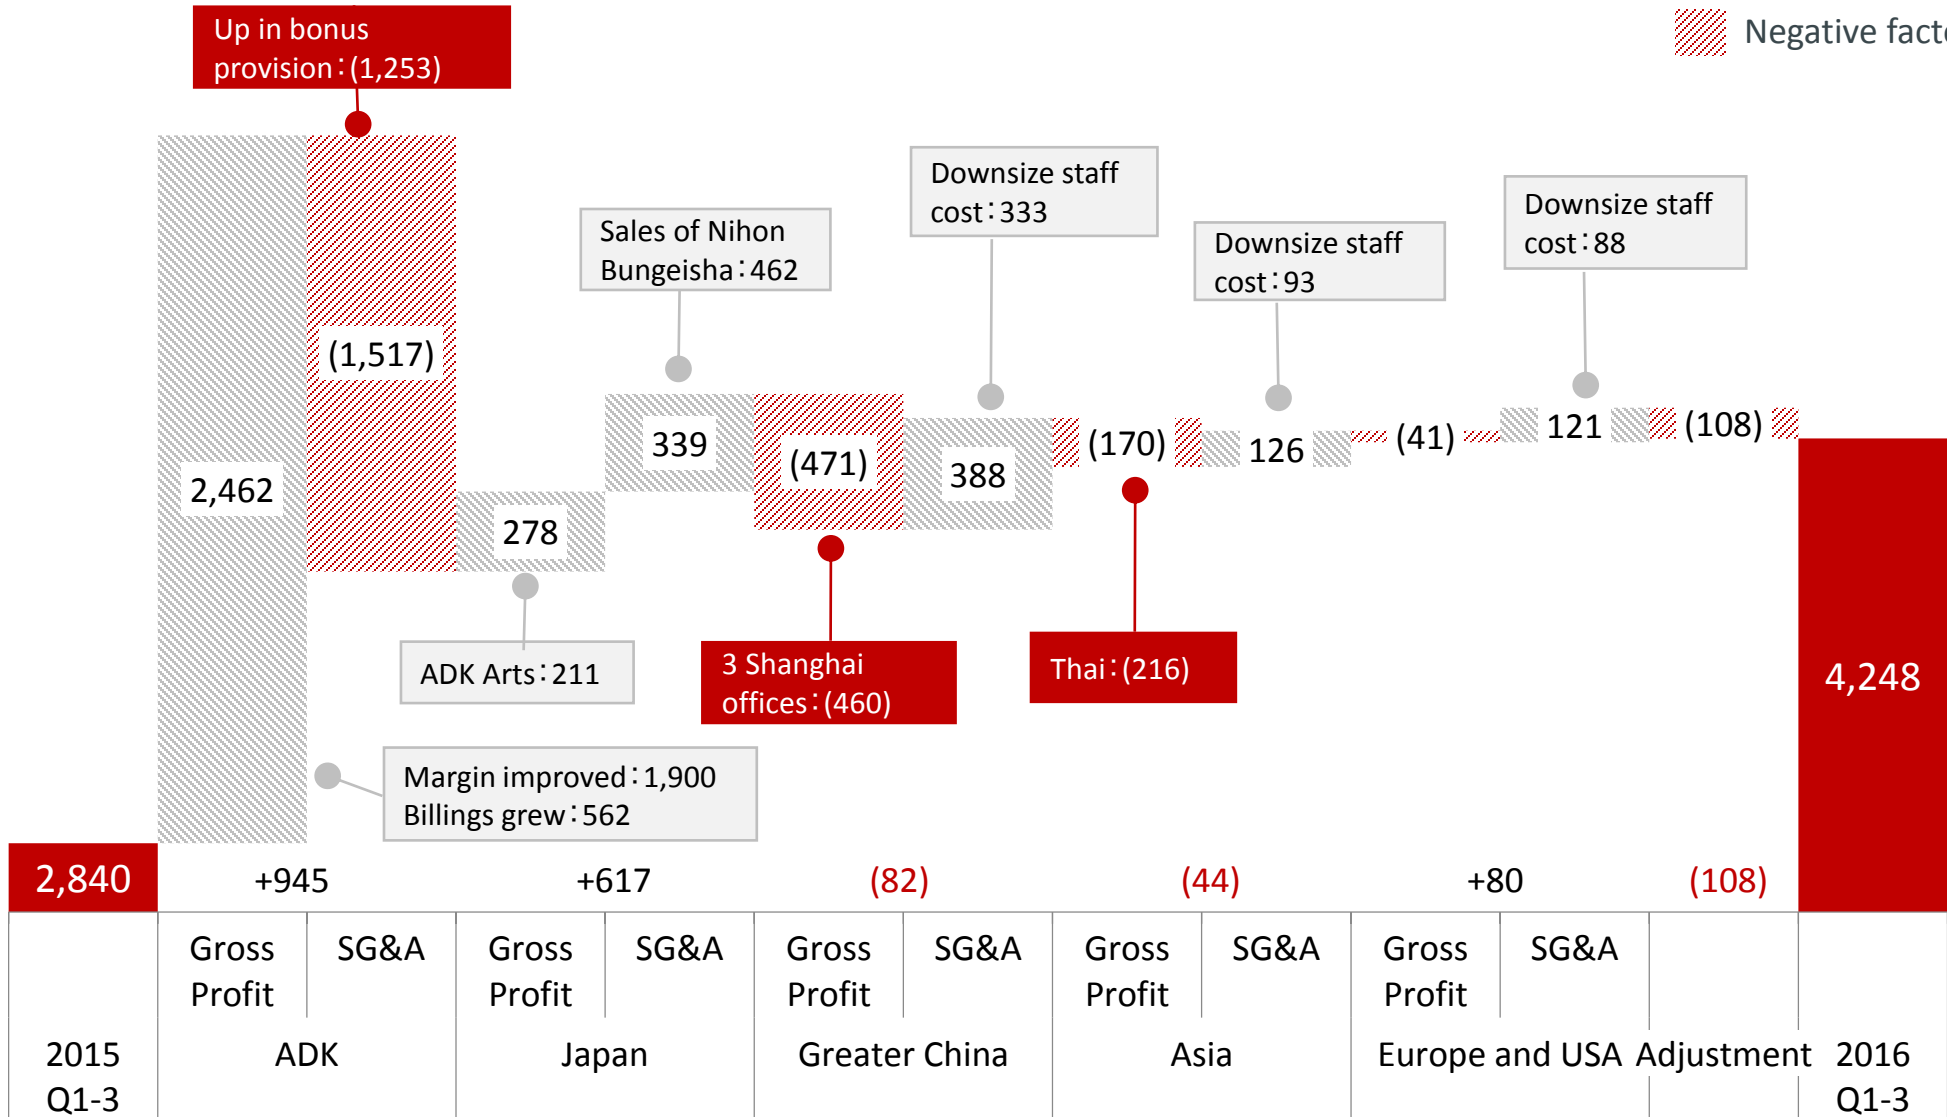 Up in bonus
provision:(1,253)
Negative facto
Downsize staff
cost:333
Downsize staff
cost:88
Sales of Nihon
Bungeisha:462
Downsize staff
cost:93
(1,517)
2,462
278
339
(471)
388
(170)
126
(41)
121
(108)
ADK Arts:211
3 Shanghai
offices:(460)
Thai:(216)
4,248
Margin improved:1,900
Billings grew:562
2,840
+945
+617
(82)
(44)
+80
(108)
Gross
Profit
SG&A
Gross
Profit
SG&A
Gross
Profit
SG&A
Gross
Profit
SG&A
Gross
Profit
SG&A
2015
Q1-3
ADK
Japan
Greater China
Asia
Europe and USA
Adjustment
2016
Q1-3